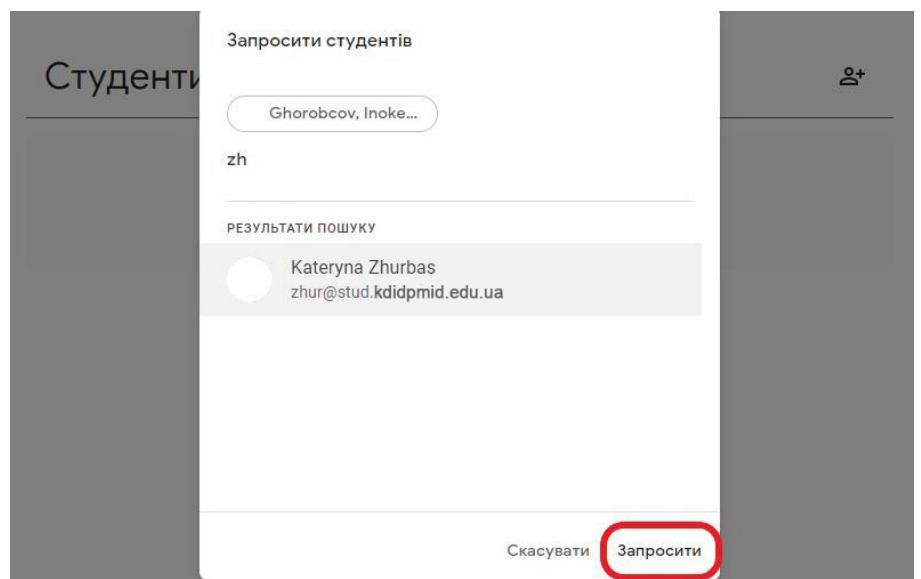 Запросити студентів
Студенти
Ghorobcov, Inoke...
zh
РЕЗУЛЬТАТИ ПОШУКУ
Kateryna Zhurbas
zhur@stud.kdidpmid.edu.ua
Скасувати Запросити